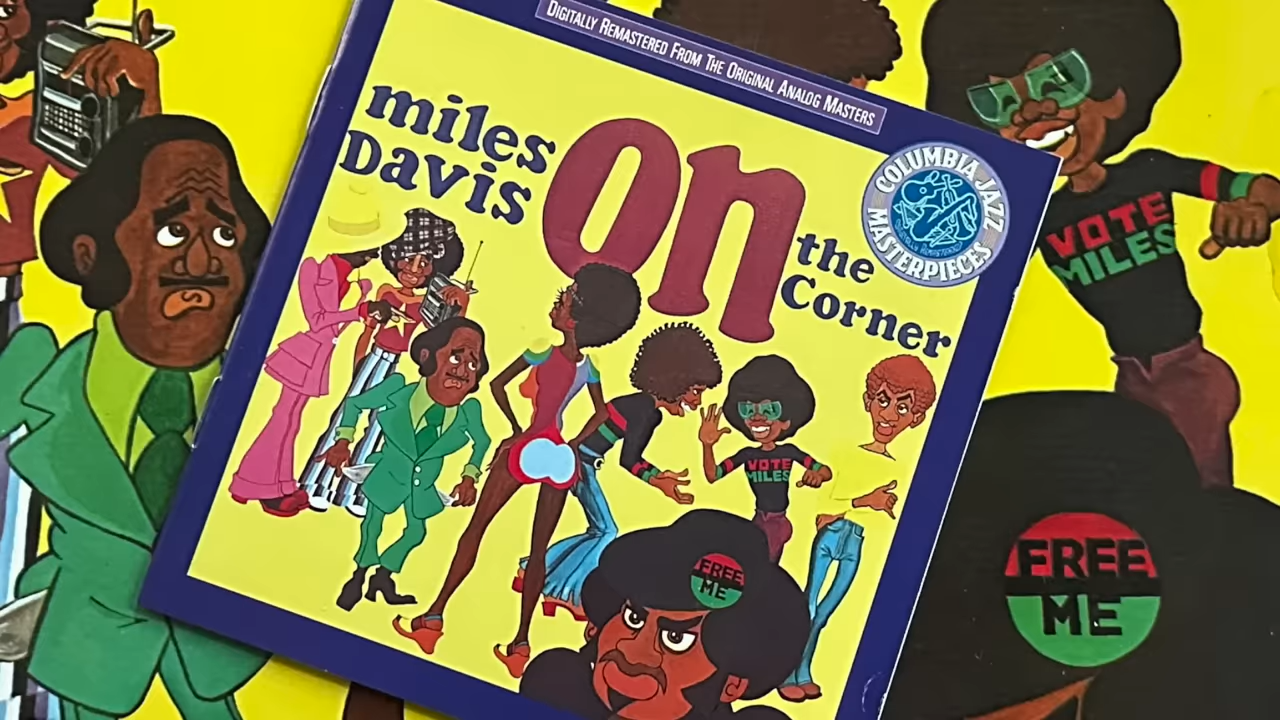 DIGITALLY REMASTERED FROM THE ORIGINAL ANALOG MASTERS
miles
Davis
On
the
Corner
COLUMBIA JAZZ
MASTERPIECES
VOTE
MILES
FREE
ME
VOTE
MILES
FREE
ME